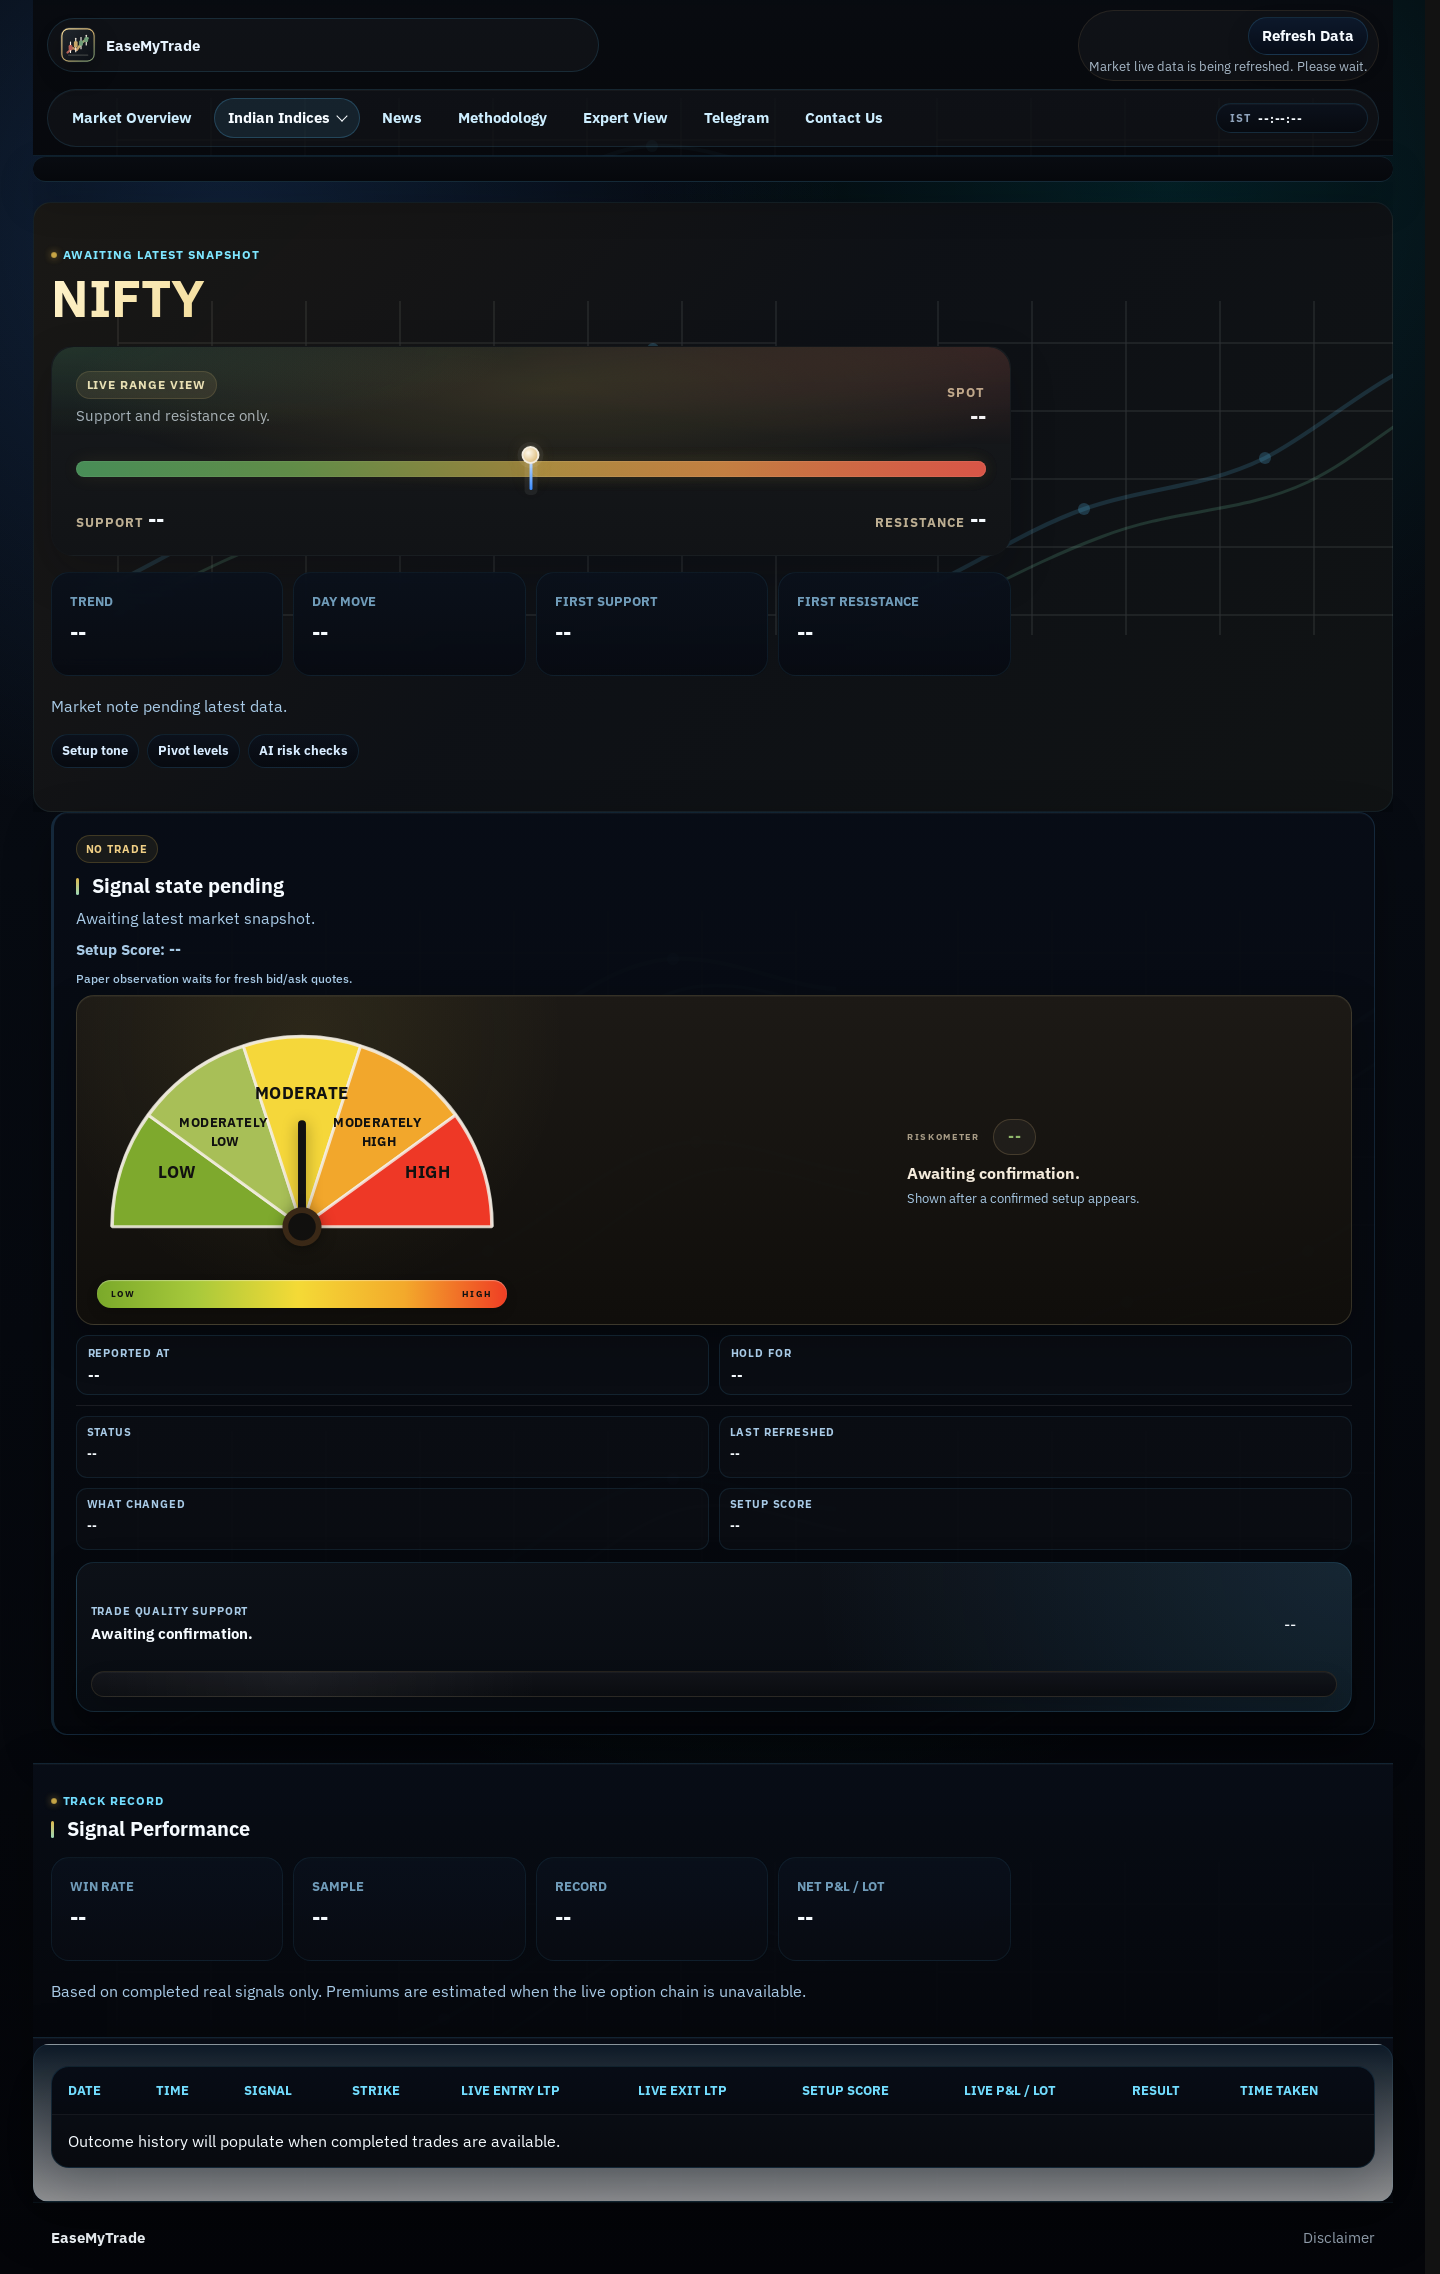 EaseMyTrade
Refresh Data
Market live data is being refreshed. Please wait.
Market Overview
Indian Indices
News
Methodology
Expert View
Telegram
Contact Us
IST --:--:--
AWAITING LATEST SNAPSHOT
NIFTY
LIVE RANGE VIEW
Support and resistance only.
SPOT
--
SUPPORT --
RESISTANCE --
TREND
--
DAY MOVE
--
FIRST SUPPORT
--
FIRST RESISTANCE
--
Market note pending latest data.
Setup tone
Pivot levels
AI risk checks
NO TRADE
Signal state pending
Awaiting latest market snapshot.
Setup Score: --
Paper observation waits for fresh bid/ask quotes.
MODERATE
MODERATELY
LOW
MODERATELY
HIGH
LOW
HIGH
LOW
HIGH
RISKOMETER
--
Awaiting confirmation.
Shown after a confirmed setup appears.
REPORTED AT
--
HOLD FOR
--
STATUS
--
LAST REFRESHED
--
WHAT CHANGED
--
SETUP SCORE
--
TRADE QUALITY SUPPORT
Awaiting confirmation.
--
TRACK RECORD
Signal Performance
WIN RATE
--
SAMPLE
--
RECORD
--
NET P&L / LOT
--
Based on completed real signals only. Premiums are estimated when the live option chain is unavailable.
DATE TIME SIGNAL STRIKE LIVE ENTRY LTP LIVE EXIT LTP SETUP SCORE LIVE P&L / LOT RESULT TIME TAKEN
Outcome history will populate when completed trades are available.
EaseMyTrade
Disclaimer